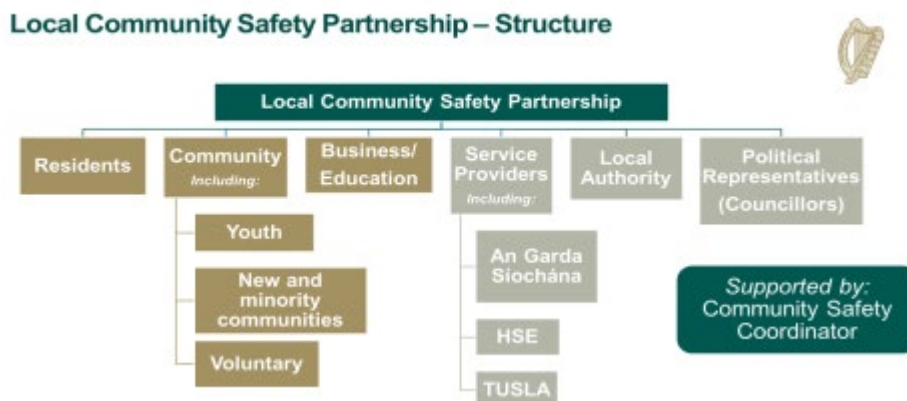 Local Community Safety Partnership – Structure
Local Community Safety Partnership
Residents
Community
Including:
Business/
Education
Service
Providers
Including:
Local
Authority
Political
Representatives
(Councillors)
Youth
New and
minority
communities
Voluntary
An Garda
Síochána
HSE
TUSLA
Supported by:
Community Safety
Coordinator